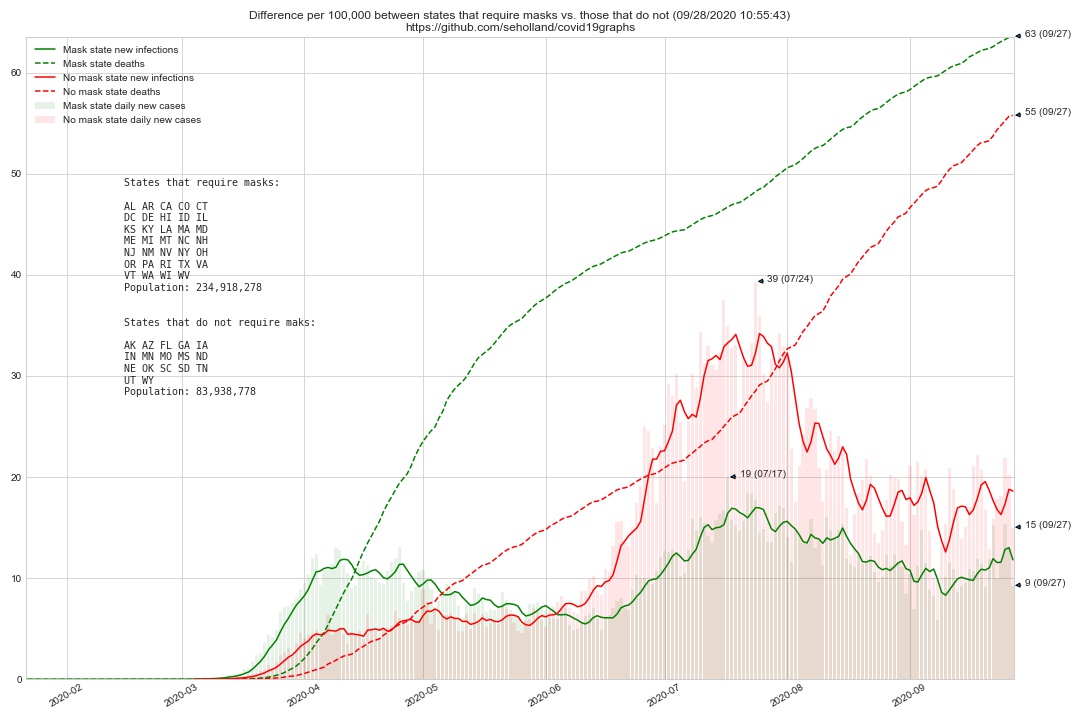 Difference per 100,000 between states that require masks vs. those that do not (09/28/2020 10:55:43)
https://github.com/seholland/covid19graphs
Mask state new infections
Mask state deaths
No mask state new infections
No mask state deaths
Mask state daily new cases
No mask state daily new cases
63 (09/27)
55 (09/27)
39 (07/24)
19 (07/17)
15 (09/27)
9 (09/27)
States that require masks:
AL AR CA CO CT
DC DE HI ID IL
KS KY LA MA MD
ME MI MT NC NH
NJ NM NV NY OH
OR PA RI TX VA
VT WA WI WV
Population: 234,918,278
States that do not require maks:
AK AZ FL GA IA
IN MN MO MS ND
NE OK SC SD TN
UT WY
Population: 83,938,778
60
50
40
30
20
10
0
2020-02
2020-03
2020-04
2020-05
2020-06
2020-07
2020-08
2020-09